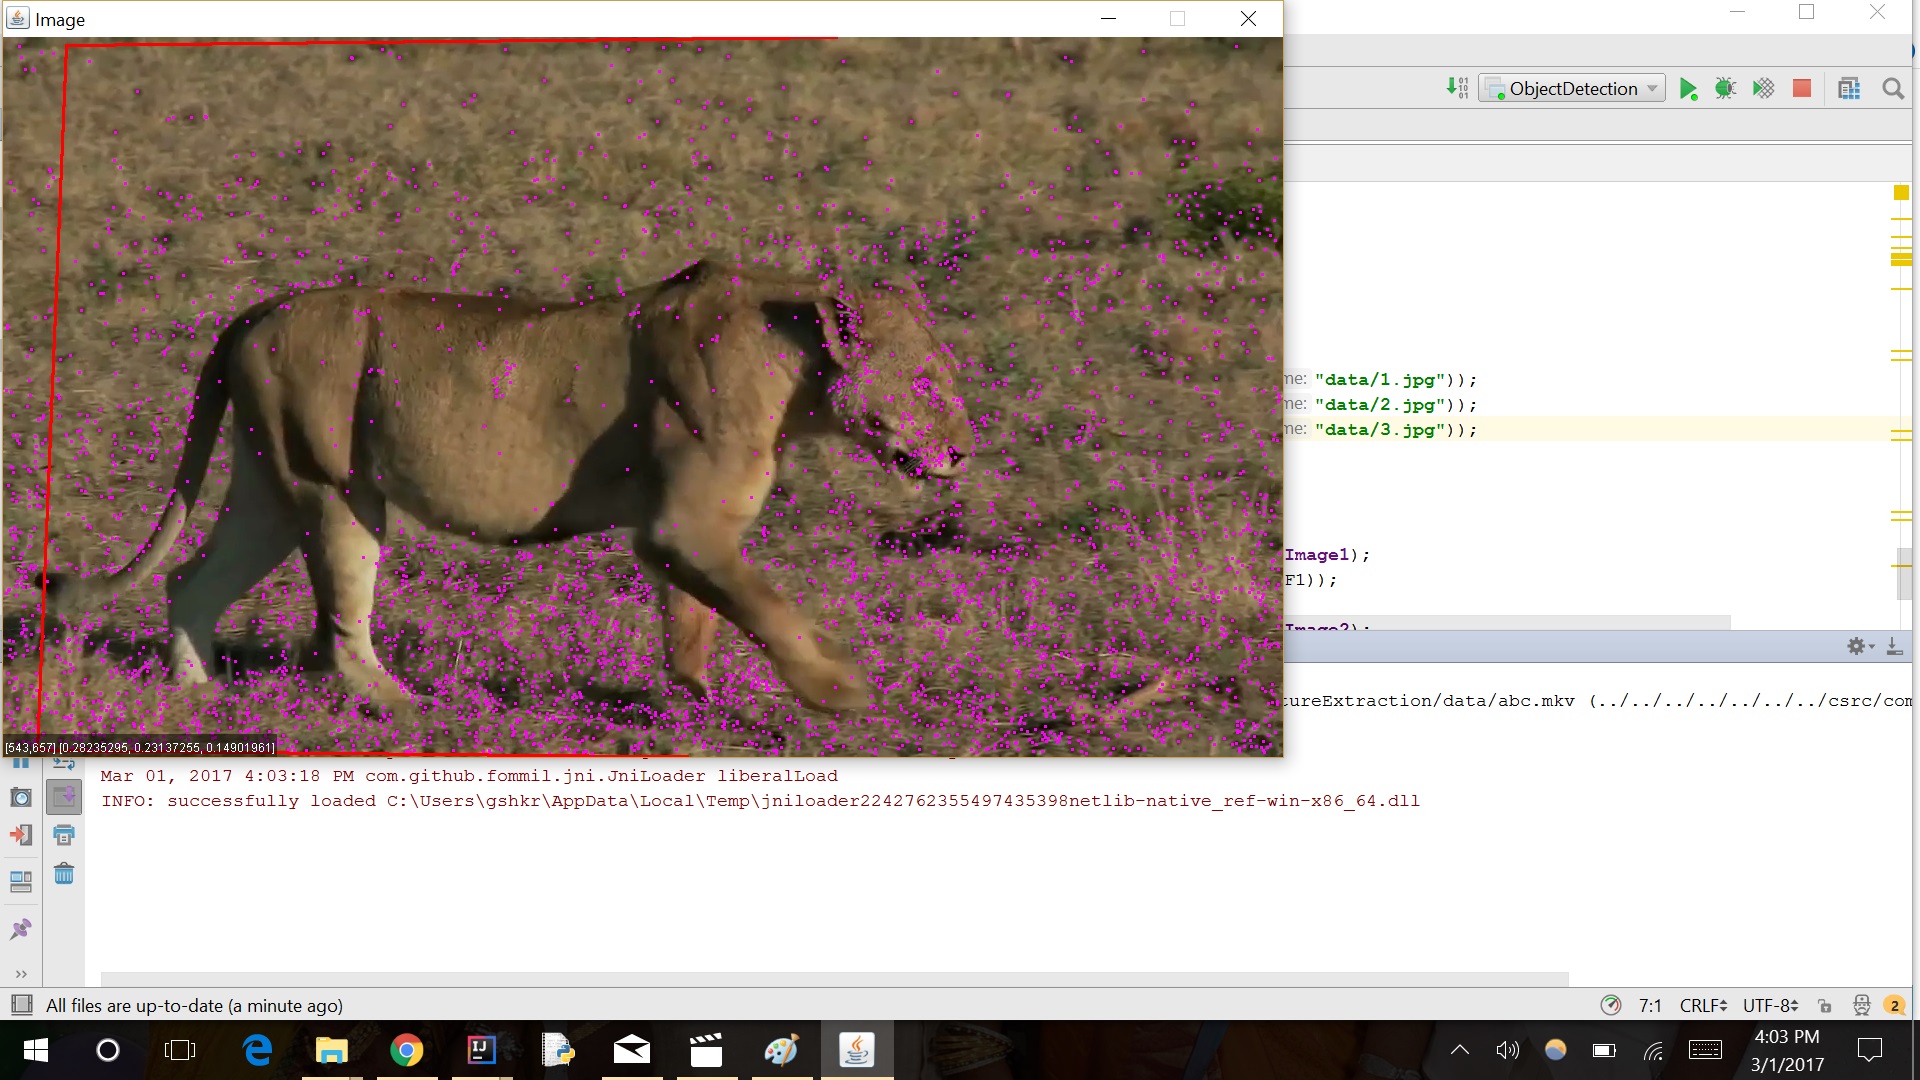 Image
ObjectDetection
me: "data/1.jpg"));
me: "data/2.jpg"));
me: "data/3.jpg"));
Image1);
F1));
Image2);
tureExtraction/data/abc.mkv (../../../../../../../csrc/com
[543,657] [0.28235295, 0.23137255, 0.14901961]
Mar 01, 2017 4:03:18 PM com.github.fommil.jni.JniLoader liberalLoad
INFO: successfully loaded C:\Users\gshkr\AppData\Local\Temp\jniloader2242762355497435398netlib-native_ref-win-x86_64.dll
All files are up-to-date (a minute ago)
7:1 CRLF UTF-8 2
4:03 PM
3/1/2017